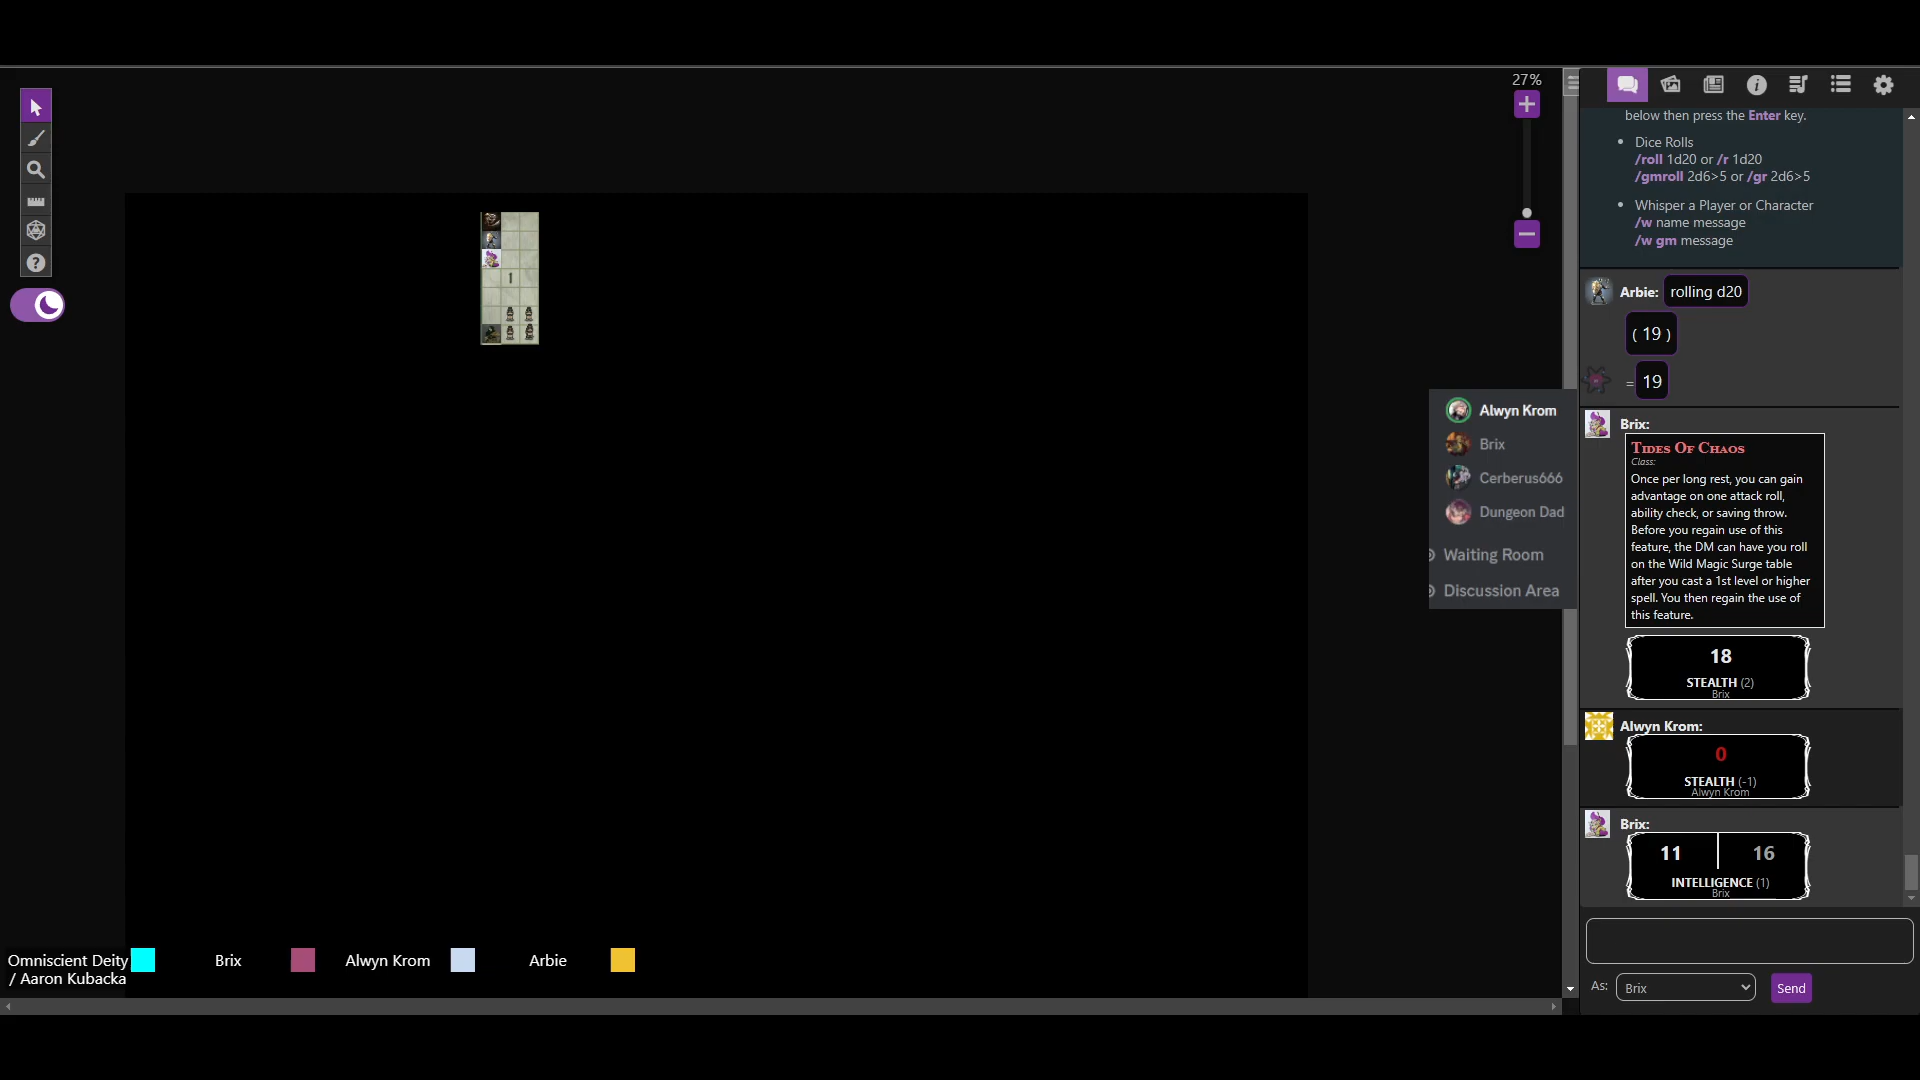 27%
below then press the Enter key.
Dice Rolls
/roll 1d20 or /r 1d20
/gmroll 2d6>5 or /gr 2d6>5
Whisper a Player or Character
/w name message
/w gm message
Arbie: rolling d20
( 19 )
= 19
Brix:
TIDES OF CHAOS
Class:
Once per long rest, you can gain
advantage on one attack roll,
ability check, or saving throw.
Before you regain use of this
feature, the DM can have you roll
on the Wild Magic Surge table
after you cast a 1st level or higher
spell. You then regain the use of
this feature.
18
STEALTH (2)
Brix
Alwyn Krom:
0
STEALTH (-1)
Alwyn Krom
Brix:
11 16
INTELLIGENCE (1)
Brix
As: Brix Send
Alwyn Krom
Brix
Cerberus666
Dungeon Dad
Waiting Room
Discussion Area
Omniscient Deity
/ Aaron Kubacka
Brix
Alwyn Krom
Arbie